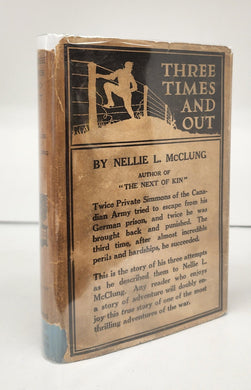 THREE
TIMES
AND
OUT
BY NELLIE L. McCLUNG
AUTHOR OF
"THE NEXT OF KIN"
Twice Private Simmons of the Cana-
dian Army tried to escape from his
German prison, and twice he was
brought back and punished. The
third time, after almost incredible
perils and hardships, he succeeded.
This is the story of his three attempts
as he described them to Nellie L.
McClung. Any reader who enjoys
a story of adventure will doubly en-
joy this true story of one of the most
thrilling adventures of the war.